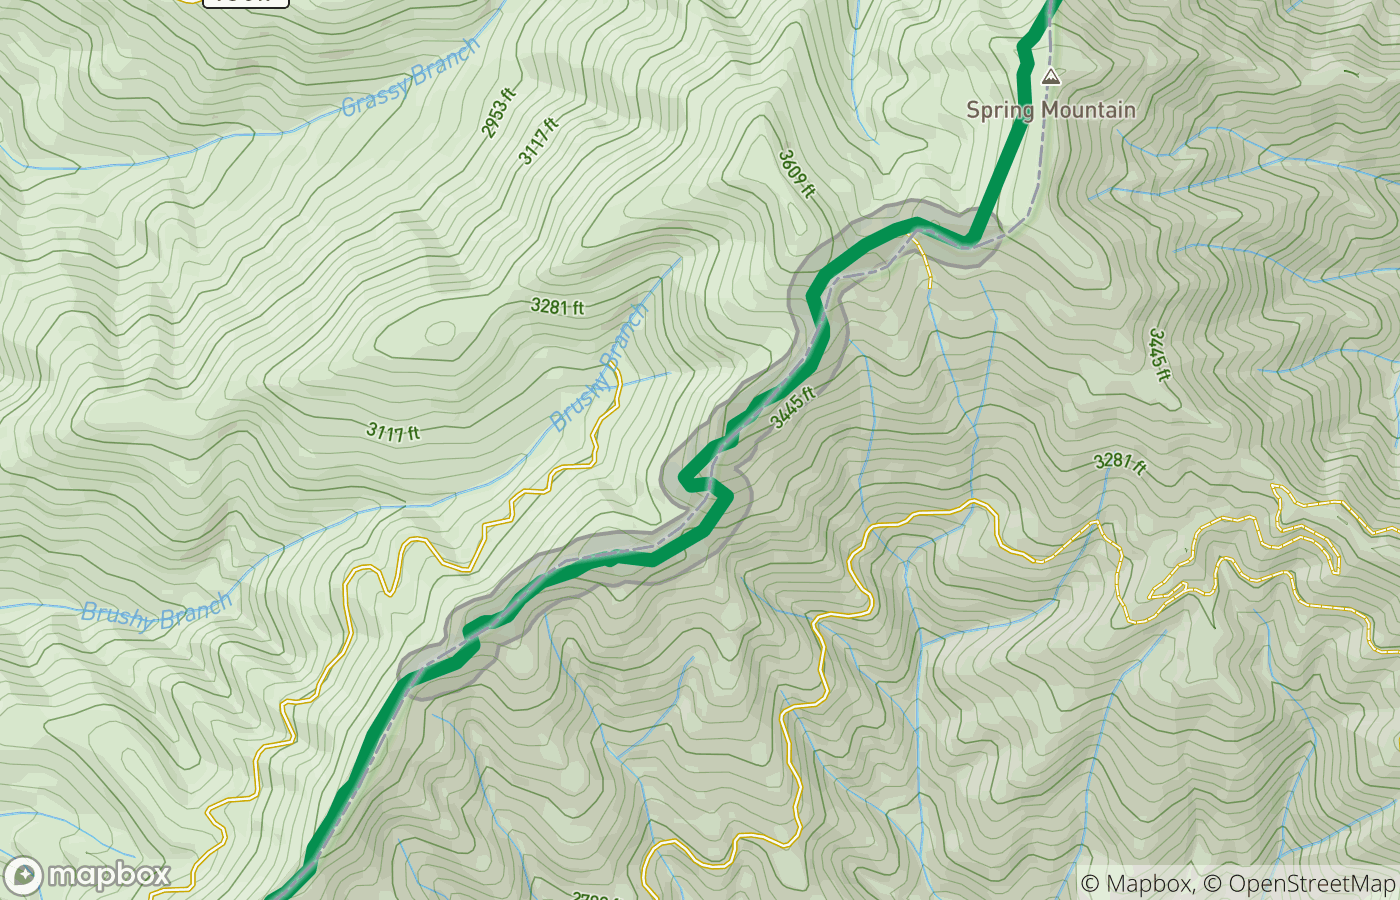 Grassy Branch
2953 ft
3117 ft
Spring Mountain
3609 ft
3281 ft
Brushy Branch
3445 ft
3445 ft
3117 ft
3281 ft
Brushy Branch
mapbox
© Mapbox, © OpenStreetMap